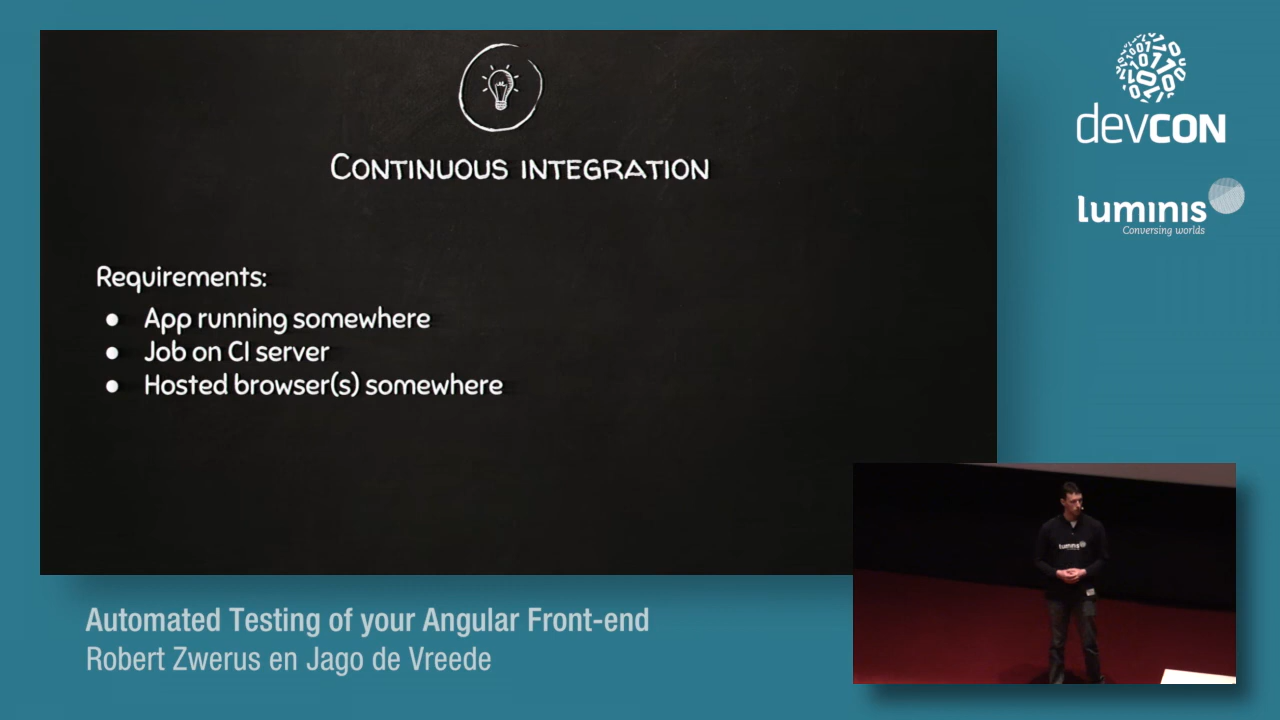 Continuous integration
Requirements:
● App running somewhere
● Job on CI server
● Hosted browser(s) somewhere
devCON
luminis
Conversing worlds
luminis
Automated Testing of your Angular Front-end
Robert Zwerus en Jago de Vreede